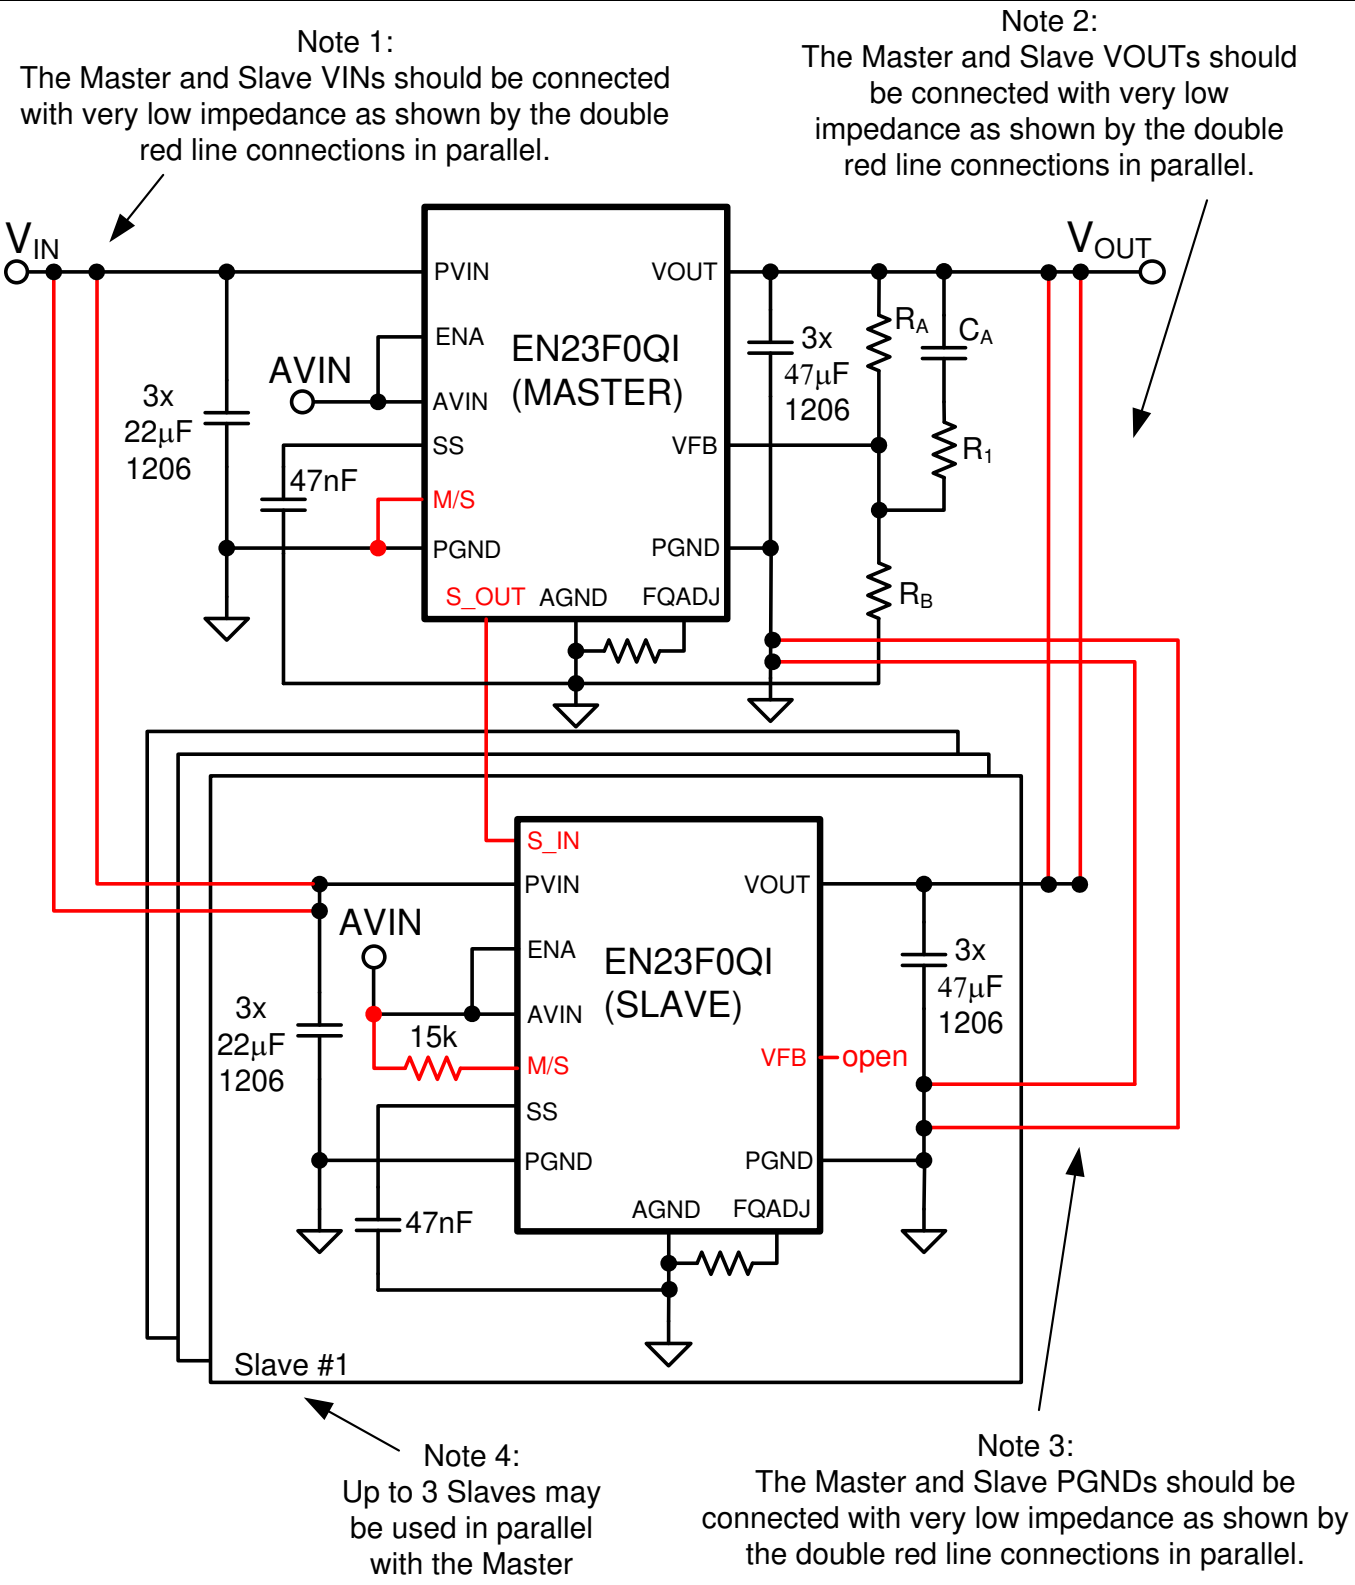 Note 1:
The Master and Slave VINs should be connected
with very low impedance as shown by the double
red line connections in parallel.
Note 2:
The Master and Slave VOUTs should
be connected with very low
impedance as shown by the double
red line connections in parallel.
VIN
VOUT
PVIN
VOUT
ENA
AVIN
AVIN
SS
M/S
PGND
EN23F0QI
(MASTER)
VFB
PGND
S_OUT
AGND
FQADJ
3x
22µF
1206
47nF
3x
47µF
1206
RA
CA
R1
RB
S_IN
PVIN
VOUT
AVIN
ENA
AVIN
15k
M/S
SS
PGND
EN23F0QI
(SLAVE)
VFB
open
PGND
AGND
FQADJ
3x
22µF
1206
47nF
3x
47µF
1206
Slave #1
Note 4:
Up to 3 Slaves may
be used in parallel
with the Master
Note 3:
The Master and Slave PGNDs should be
connected with very low impedance as shown by
the double red line connections in parallel.